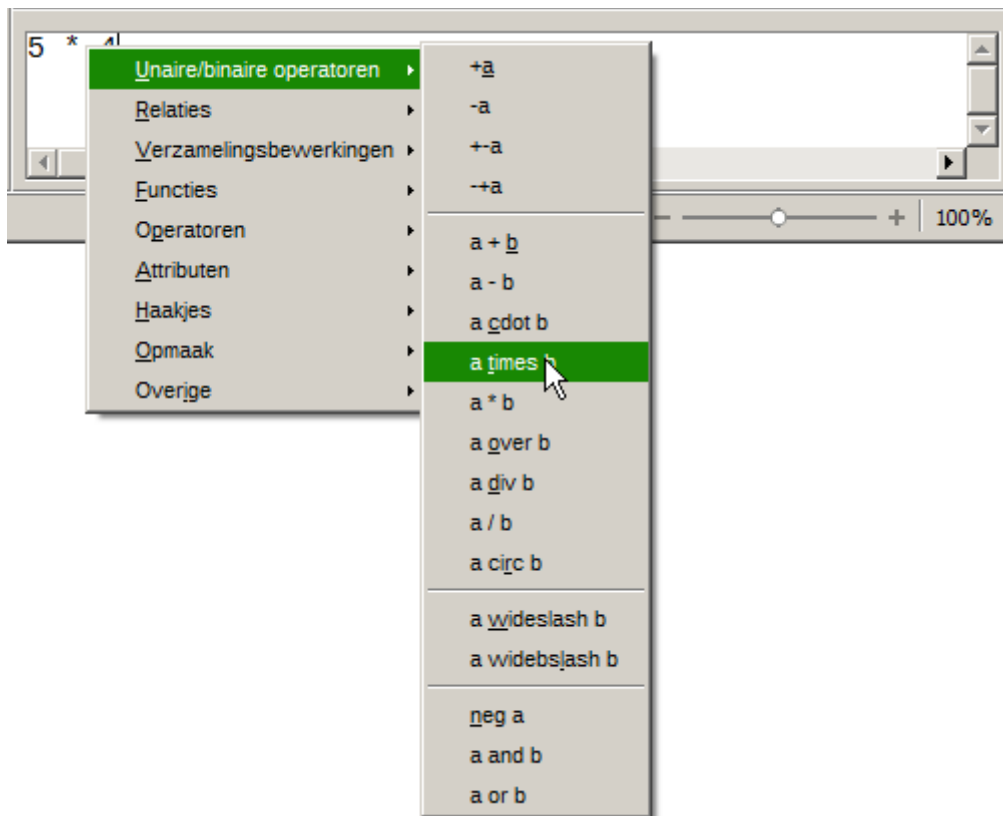 5 * 4
Unaire/binaire operatoren
Relaties
Verzamelingsbewerkingen
Functies
Operatoren
Attributen
Haakjes
Opmaak
Overige
+a
-a
+-a
-+a
a + b
a - b
a cdot b
a times b
a * b
a over b
a div b
a / b
a circ b
a wideslash b
a widebslash b
neg a
a and b
a or b
100%